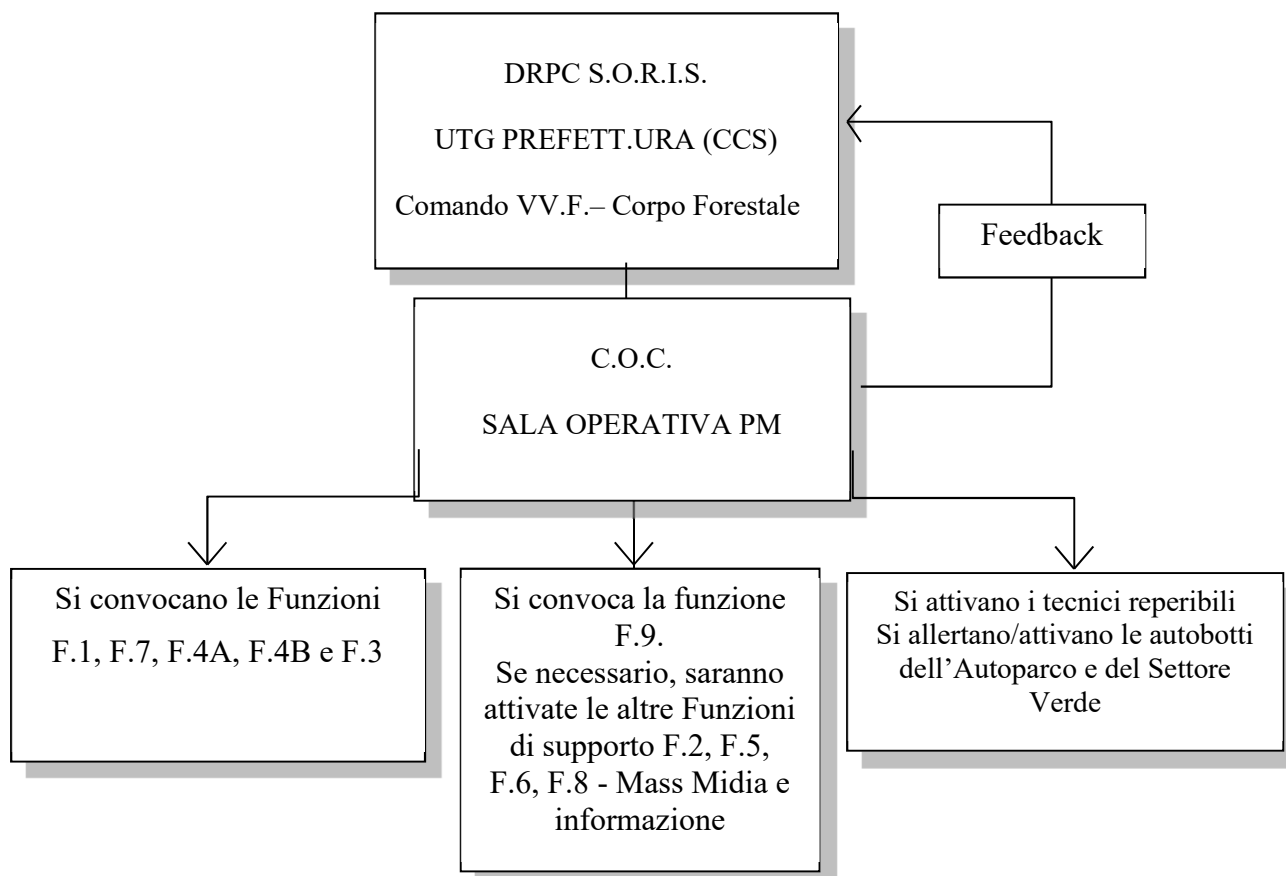 DRPC S.O.R.I.S.
UTG PREFETT.URA (CCS)
Comando VV.F.– Corpo Forestale
Feedback
C.O.C.
SALA OPERATIVA PM
Si convocano le Funzioni
F.1, F.7, F.4A, F.4B e F.3
Si convoca la funzione
F.9.
Se necessario, saranno
attivate le altre Funzioni
di supporto F.2, F.5,
F.6, F.8 - Mass Midia e
informazione
Si attivano i tecnici reperibili
Si allertano/attivano le autobotti
dell’Autoparco e del Settore
Verde